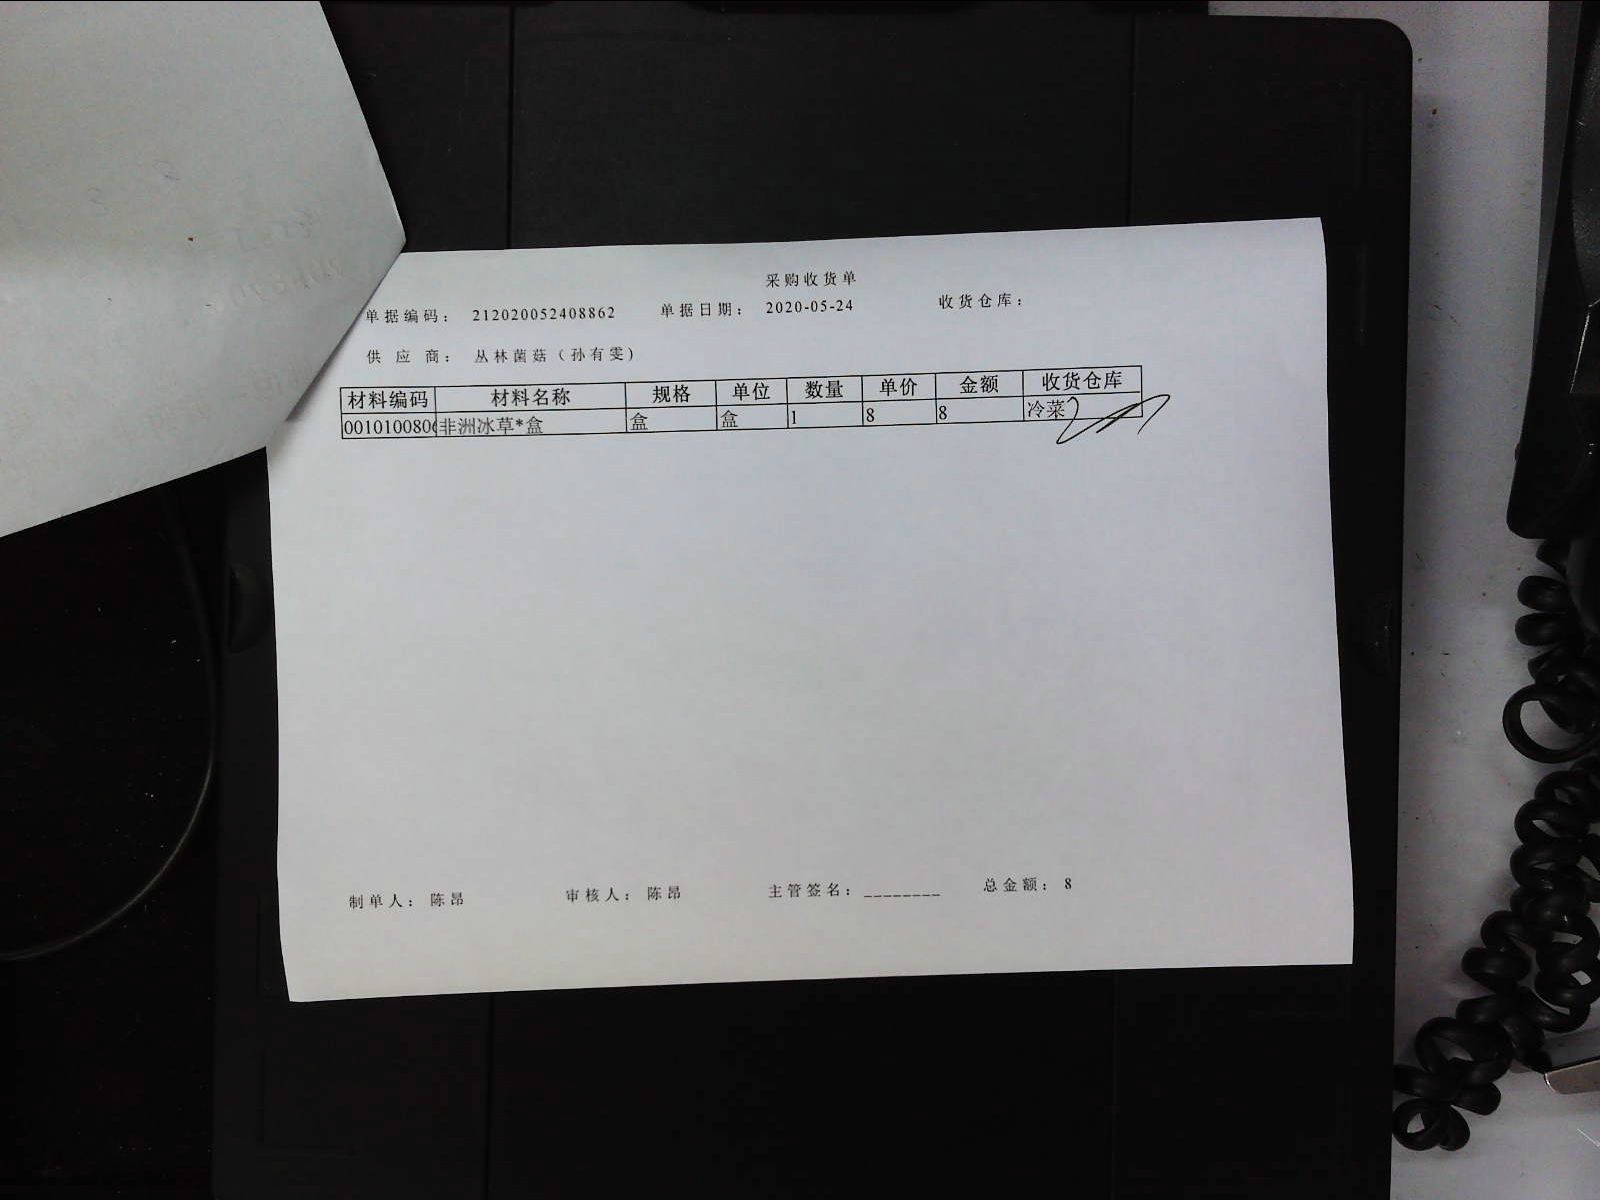 采购收货单
单据编码: 212020052408862 单据日期: 2020-05-24 收货仓库:
供应商: 丛林菌菇(孙有雯)
材料编码 材料名称 规格 单位 数量 单价 金额 收货仓库
0010100806 非洲冰草*盒 盒 盒 1 8 8 冷菜
制单人: 陈昂 审核人: 陈昂 主管签名: ________ 总金额: 8